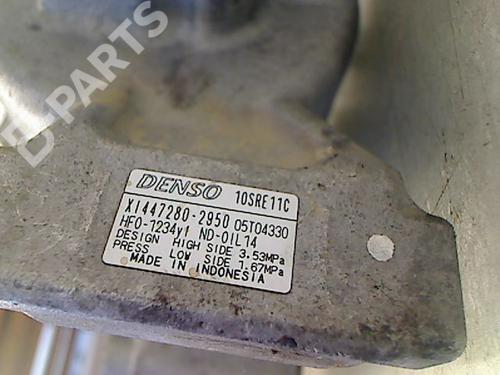 B-PARTS
DENSO 10SRE11C
XI447280-2950 05T04330
HFO-1234yf ND-OIL14
DESIGN HIGH SIDE 3.53MPa
PRESS LOW SIDE 1.67MPa
MADE IN INDONESIA